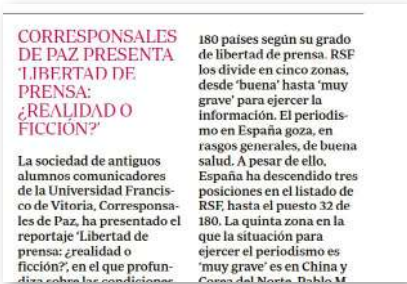 CORRESPONSALES
DE PAZ PRESENTA
'LIBERTAD DE
PRENSA:
¿REALIDAD O
FICCIÓN?'
La sociedad de antiguos
alumnos comunicadores
de la Universidad Francis-
co de Vitoria, Corresponsa-
les de Paz, ha presentado el
reportaje 'Libertad de
prensa: ¿realidad o
ficción?', en el que profun-
diza sobre las condiciones
180 países según su grado
de libertad de prensa. RSF
los divide en cinco zonas,
desde 'buena' hasta 'muy
grave' para ejercer la
información. El periodis-
mo en España goza, en
rasgos generales, de buena
salud. A pesar de ello,
España ha descendido tres
posiciones en el listado de
RSF, hasta el puesto 32 de
180. La quinta zona en la
que la situación para
ejercer el periodismo es
'muy grave' es en China y
Corea del Norte. Pablo M